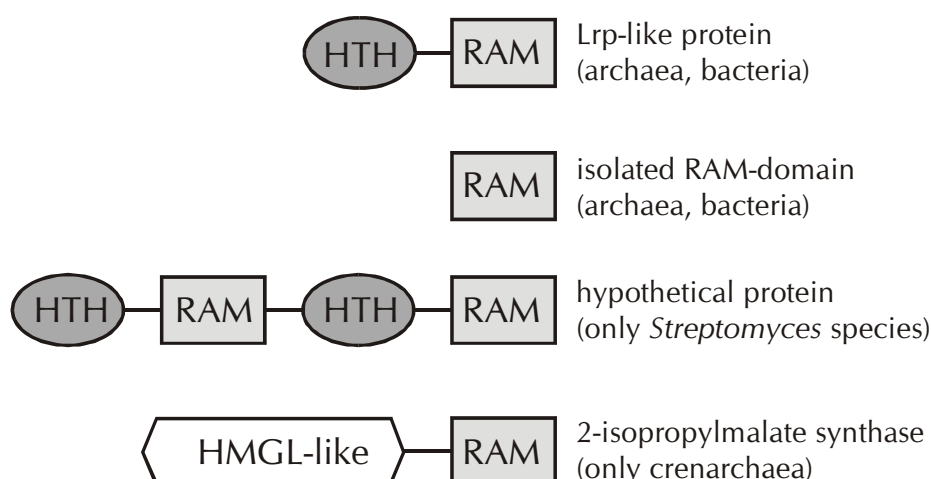 HTH RAM Lrp-like protein
(archaea, bacteria)
RAM isolated RAM-domain
(archaea, bacteria)
HTH RAM HTH RAM hypothetical protein
(only Streptomyces species)
HMGL-like RAM 2-isopropylmalate synthase
(only crenarchaea)